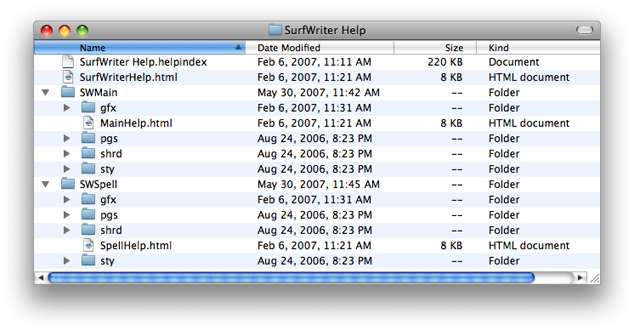 SurfWriter Help
Name Date Modified Size Kind
SurfWriter Help.helpindex Feb 6, 2007, 11:11 AM 220 KB Document
SurfWriterHelp.html Feb 6, 2007, 11:21 AM 8 KB HTML document
SWMain May 30, 2007, 11:42 AM -- Folder
gfx Feb 6, 2007, 11:31 AM -- Folder
MainHelp.html Feb 6, 2007, 11:21 AM 8 KB HTML document
pgs Aug 24, 2006, 8:23 PM -- Folder
shrd Aug 24, 2006, 8:23 PM -- Folder
sty Aug 24, 2006, 8:23 PM -- Folder
SWSpell May 30, 2007, 11:45 AM -- Folder
gfx Feb 6, 2007, 11:31 AM -- Folder
pgs Aug 24, 2006, 8:23 PM -- Folder
shrd Aug 24, 2006, 8:23 PM -- Folder
SpellHelp.html Feb 6, 2007, 11:21 AM 8 KB HTML document
sty Aug 24, 2006, 8:23 PM -- Folder